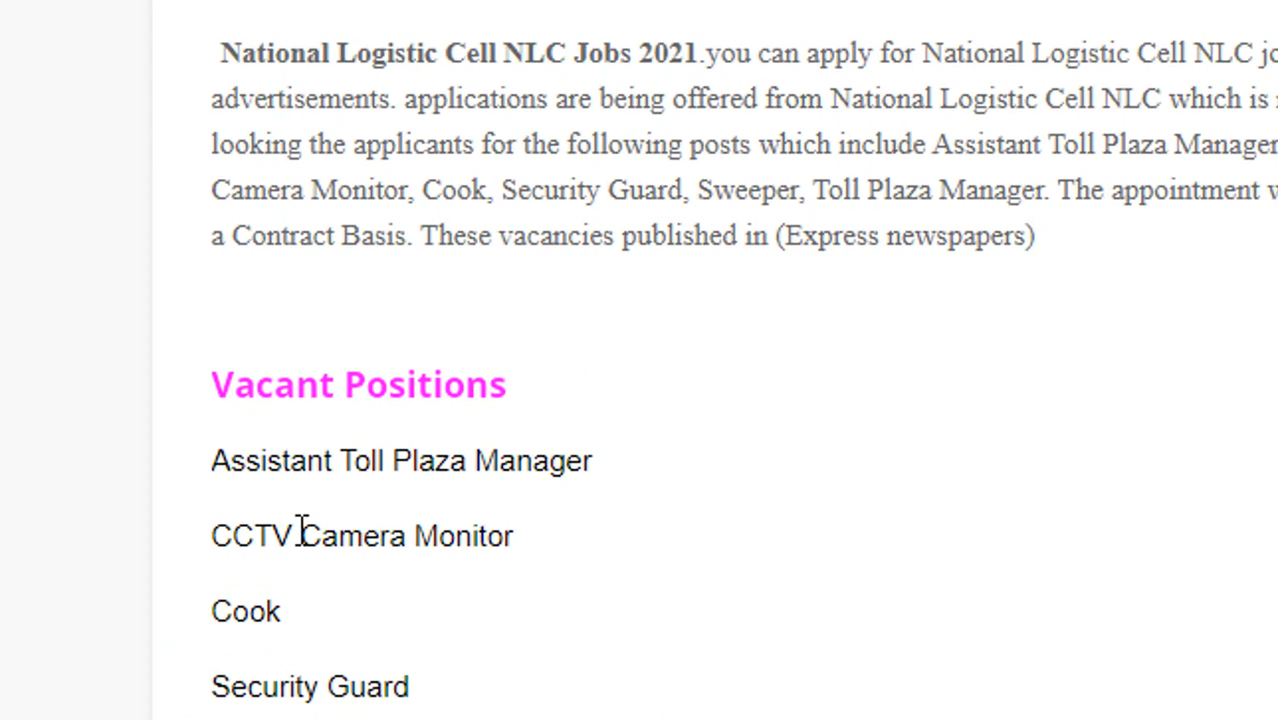 National Logistic Cell NLC Jobs 2021.you can apply for National Logistic Cell NLC
advertisements. applications are being offered from National Logistic Cell NLC which is
looking the applicants for the following posts which include Assistant Toll Plaza Manager
Camera Monitor, Cook, Security Guard, Sweeper, Toll Plaza Manager. The appointment
a Contract Basis. These vacancies published in (Express newspapers)
Vacant Positions
Assistant Toll Plaza Manager
CCTV Camera Monitor
Cook
Security Guard